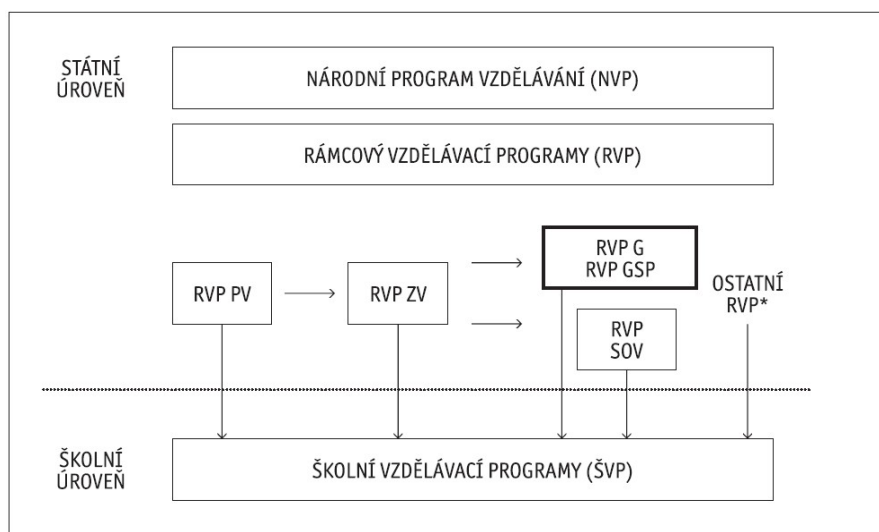 STÁTNÍ
ÚROVEŇ
NÁRODNÍ PROGRAM VZDĚLÁVÁNÍ (NVP)
RÁMCOVÝ VZDĚLÁVACÍ PROGRAMY (RVP)
RVP PV
RVP ZV
RVP G
RVP GSP
RVP
SOV
OSTATNÍ
RVP*
ŠKOLNÍ
ÚROVEŇ
ŠKOLNÍ VZDĚLÁVACÍ PROGRAMY (ŠVP)